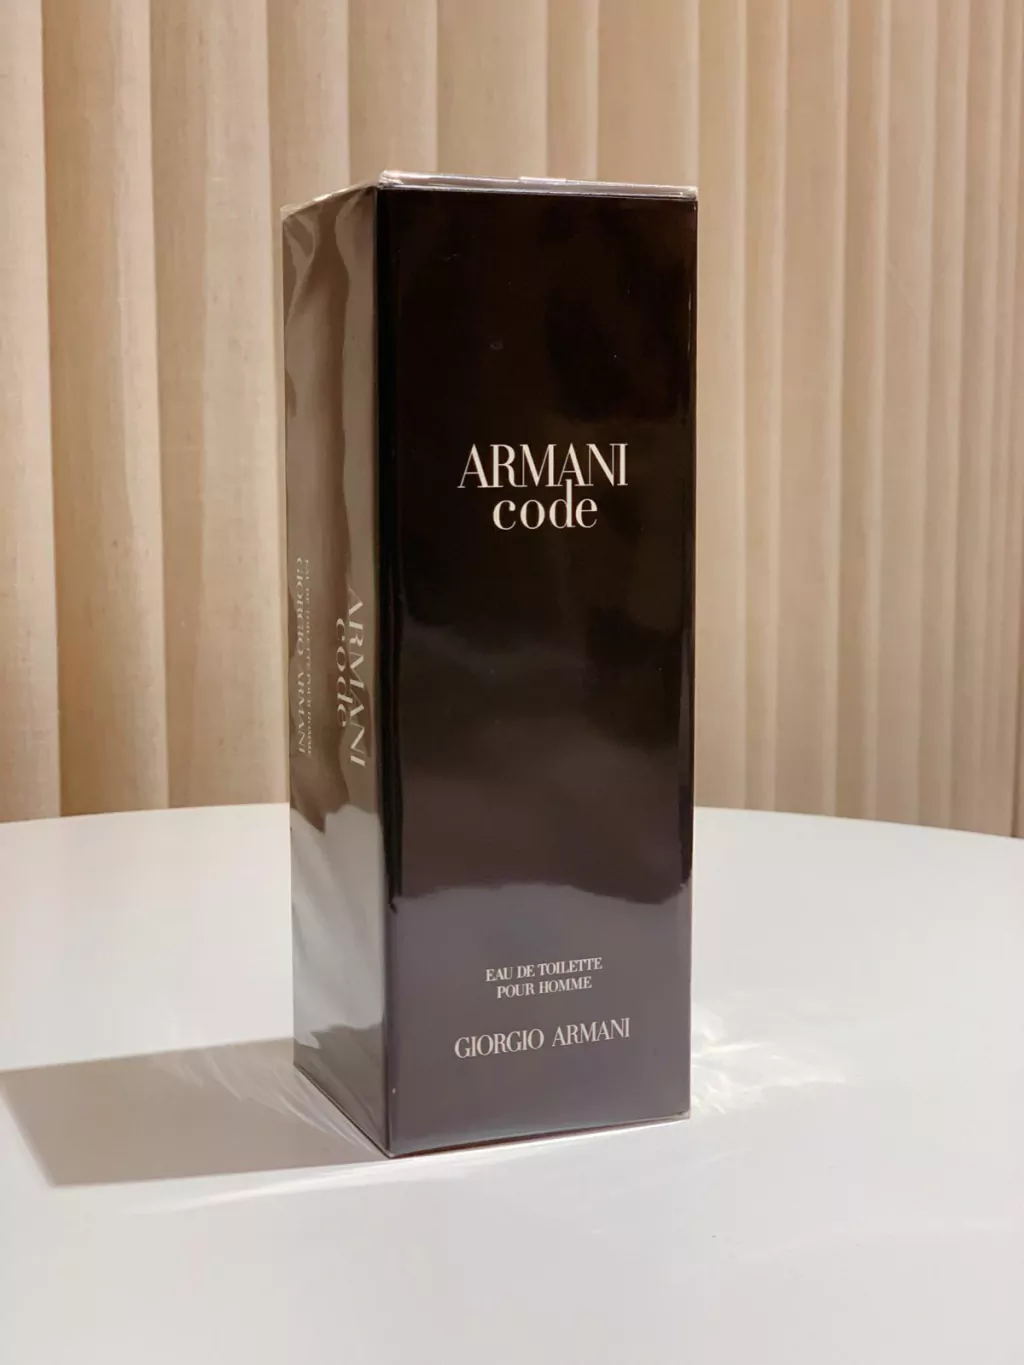 ARMANI
code
EAU DE TOILETTE
POUR HOMME
GIORGIO ARMANI
ARMANI
code
EAU DE TOILETTE POUR HOMME
GIORGIO ARMANI